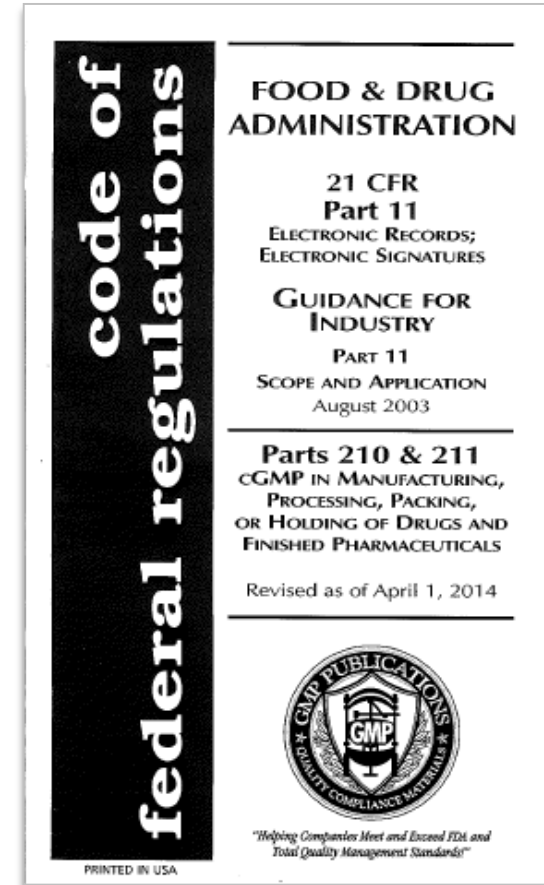 code of
federal regulations
FOOD & DRUG
ADMINISTRATION
21 CFR
Part 11
ELECTRONIC RECORDS;
ELECTRONIC SIGNATURES
GUIDANCE FOR
INDUSTRY
PART 11
SCOPE AND APPLICATION
August 2003
Parts 210 & 211
cGMP IN MANUFACTURING,
PROCESSING, PACKING,
OR HOLDING OF DRUGS AND
FINISHED PHARMACEUTICALS
Revised as of April 1, 2014
GMP PUBLICATIONS
GMP
QUALITY COMPLIANCE MATERIALS
"Helping Companies Meet and Exceed FDA and
Total Quality Management Standards!"
PRINTED IN USA